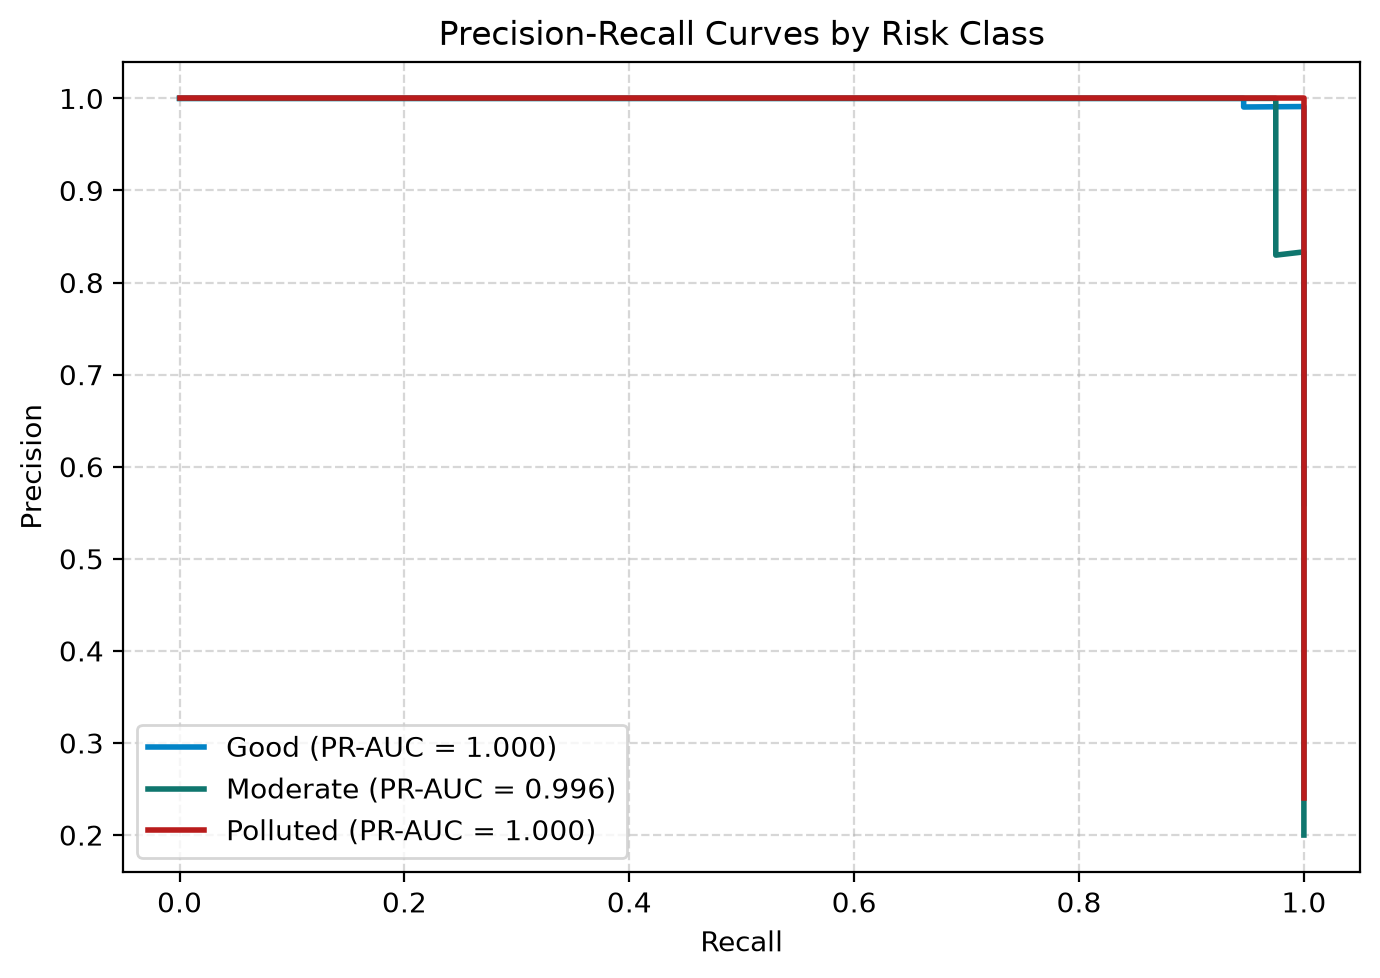 Precision-Recall Curves by Risk Class
1.0
0.9
0.8
0.7
0.6
0.5
0.4
0.3
0.2
Precision
Good (PR-AUC = 1.000)
Moderate (PR-AUC = 0.996)
Polluted (PR-AUC = 1.000)
0.0 0.2 0.4 0.6 0.8 1.0
Recall